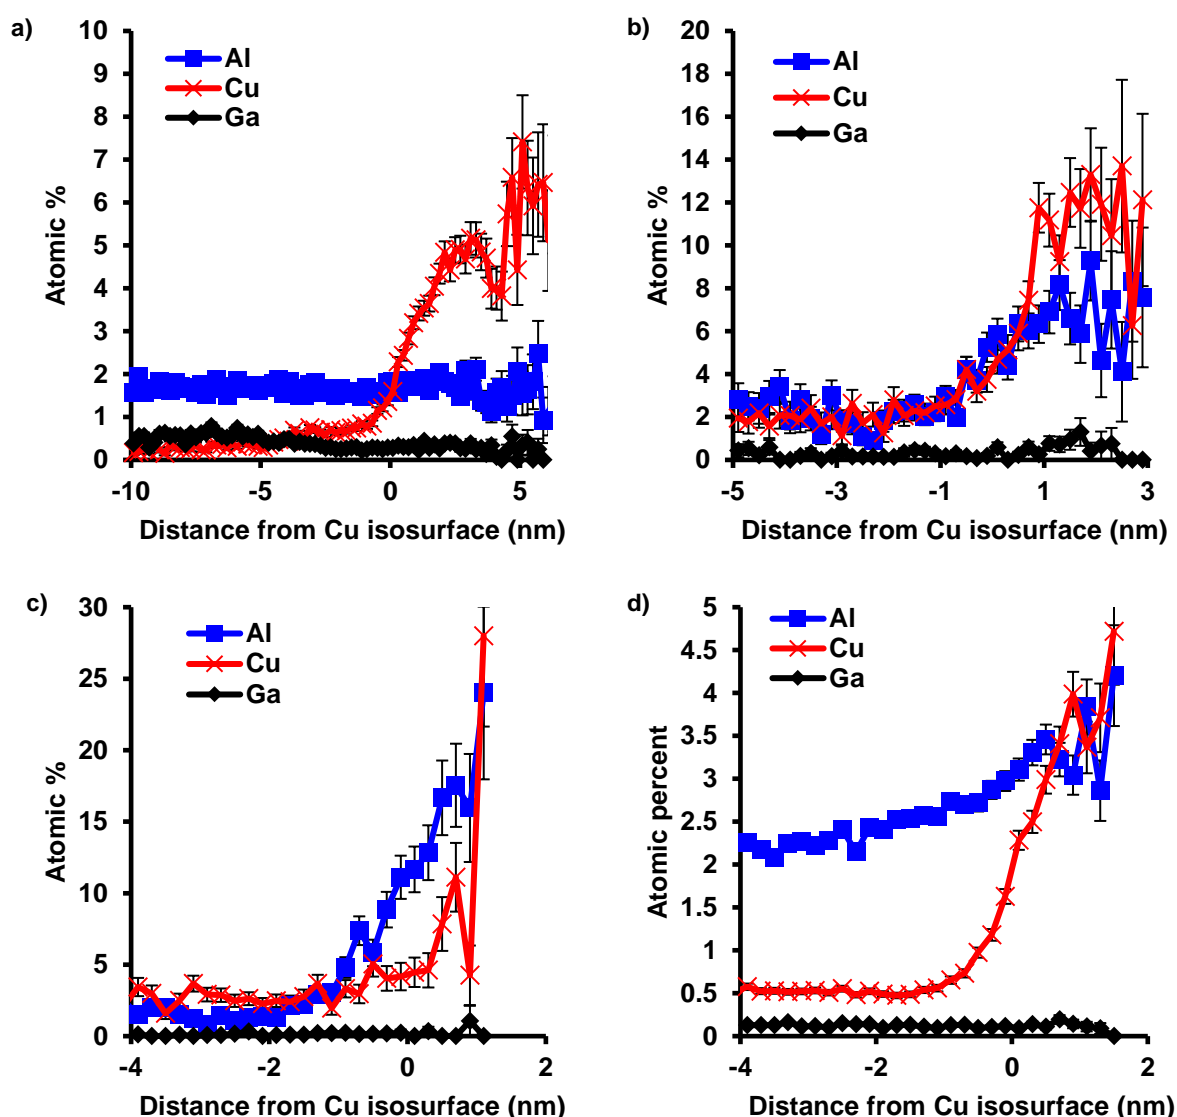 a)
10
9
8
7
6
5
4
3
2
1
0
Atomic %
Al
Cu
Ga
-10
-5
0
5
Distance from Cu isosurface (nm)
b)
20
18
16
14
12
10
8
6
4
2
0
Atomic %
Al
Cu
Ga
-5
-3
-1
1
3
Distance from Cu isosurface (nm)
c)
30
25
20
15
10
5
0
Atomic %
Al
Cu
Ga
-4
-2
0
2
Distance from Cu isosurface (nm)
d)
5
4.5
4
3.5
3
2.5
2
1.5
1
0.5
0
Atomic percent
Al
Cu
Ga
-4
-2
0
2
Distance from Cu isosurface (nm)